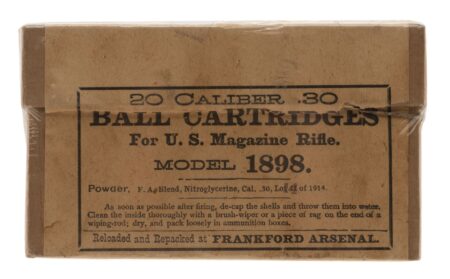 20 CALIBER .30
BALL CARTRIDGES
For U. S. Magazine Rifle.
MODEL 1898.
Powder, F. A. Blend, Nitroglycerine, Cal. .30, Lot of 1914.
As soon as possible after firing, de-cap the shells and throw them into water.
Clean the inside thoroughly with a brush-wiper or a piece of rag on the end of a
wiping-rod; dry, and pack loosely in ammunition boxes.
Reloaded and Repacked at FRANKFORD ARSENAL.